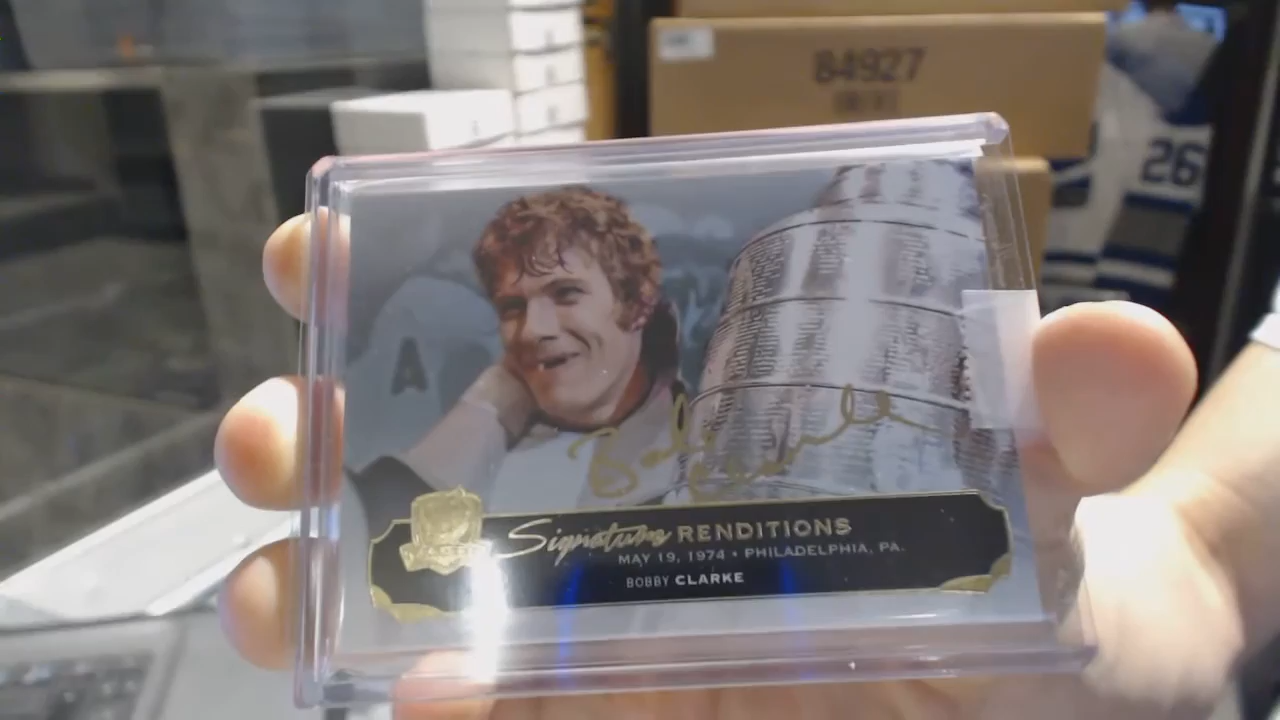 84927
26
A
Signature RENDITIONS
MAY 19, 1974 • PHILADELPHIA, PA.
BOBBY CLARKE